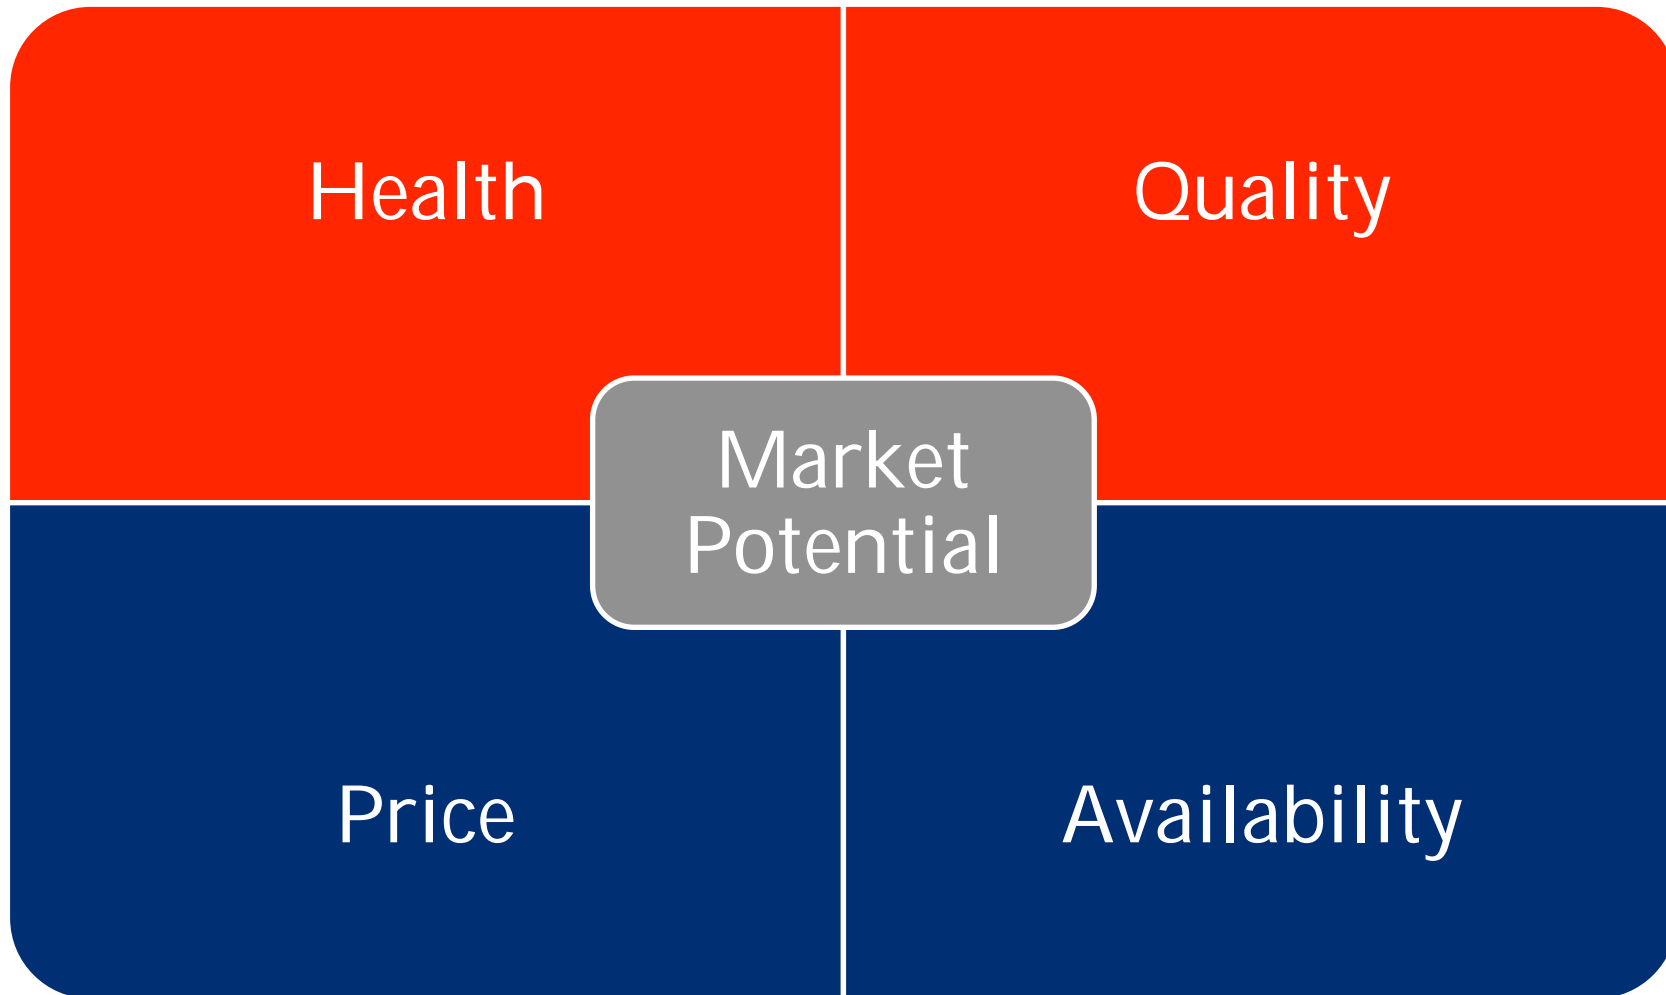 Health
Quality
Market
Potential
Price
Availability